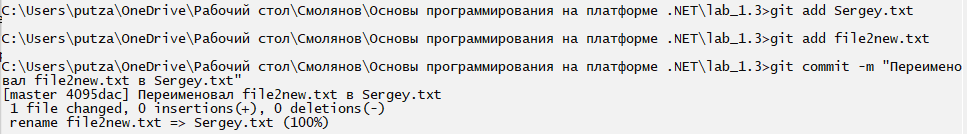 C:\Users\putza\OneDrive\Рабочий стол\Смолянов\Основы программирования на платформе .NET\lab_1.3>git add Sergey.txt
C:\Users\putza\OneDrive\Рабочий стол\Смолянов\Основы программирования на платформе .NET\lab_1.3>git add file2new.txt
C:\Users\putza\OneDrive\Рабочий стол\Смолянов\Основы программирования на платформе .NET\lab_1.3>git commit -m "Переимено
вал file2new.txt в Sergey.txt"
[master 4095dac] Переименовал file2new.txt в Sergey.txt
 1 file changed, 0 insertions(+), 0 deletions(-)
 rename file2new.txt => Sergey.txt (100%)